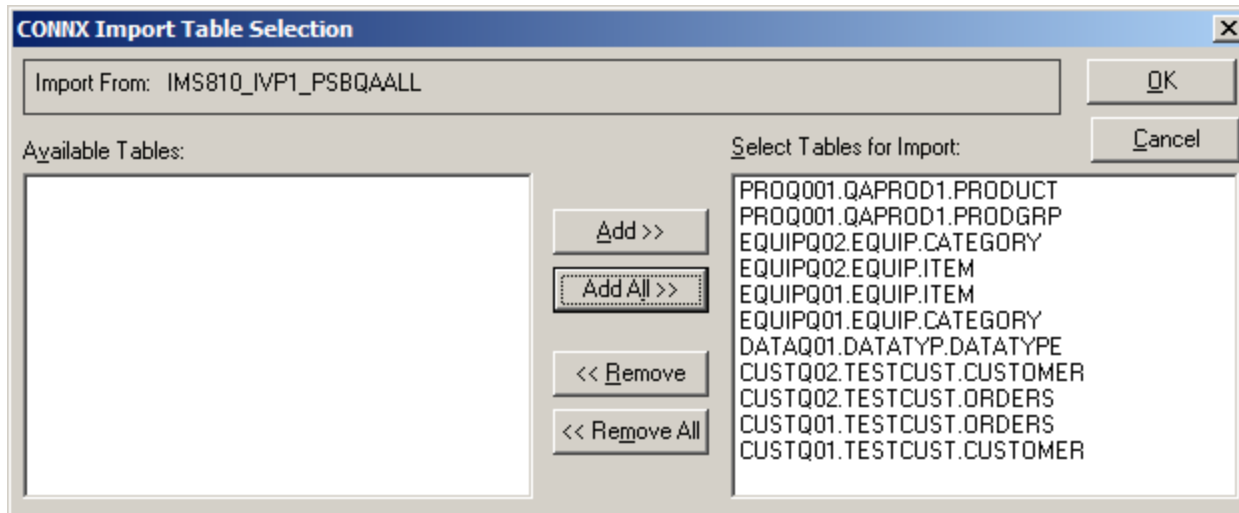 CONNX Import Table Selection
Import From: IMS810_IVP1_PSBQAALL
OK
Cancel
Available Tables:
Select Tables for Import:
Add >>
Add All >>
<< Remove
<< Remove All
PROQ001.QAPROD1.PRODUCT
PROQ001.QAPROD1.PRODGRP
EQUIPQ02.EQUIP.CATEGORY
EQUIPQ02.EQUIP.ITEM
EQUIPQ01.EQUIP.ITEM
EQUIPQ01.EQUIP.CATEGORY
DATAQ01.DATATYP.DATATYPE
CUSTQ02.TESTCUST.CUSTOMER
CUSTQ02.TESTCUST.ORDERS
CUSTQ01.TESTCUST.ORDERS
CUSTQ01.TESTCUST.CUSTOMER